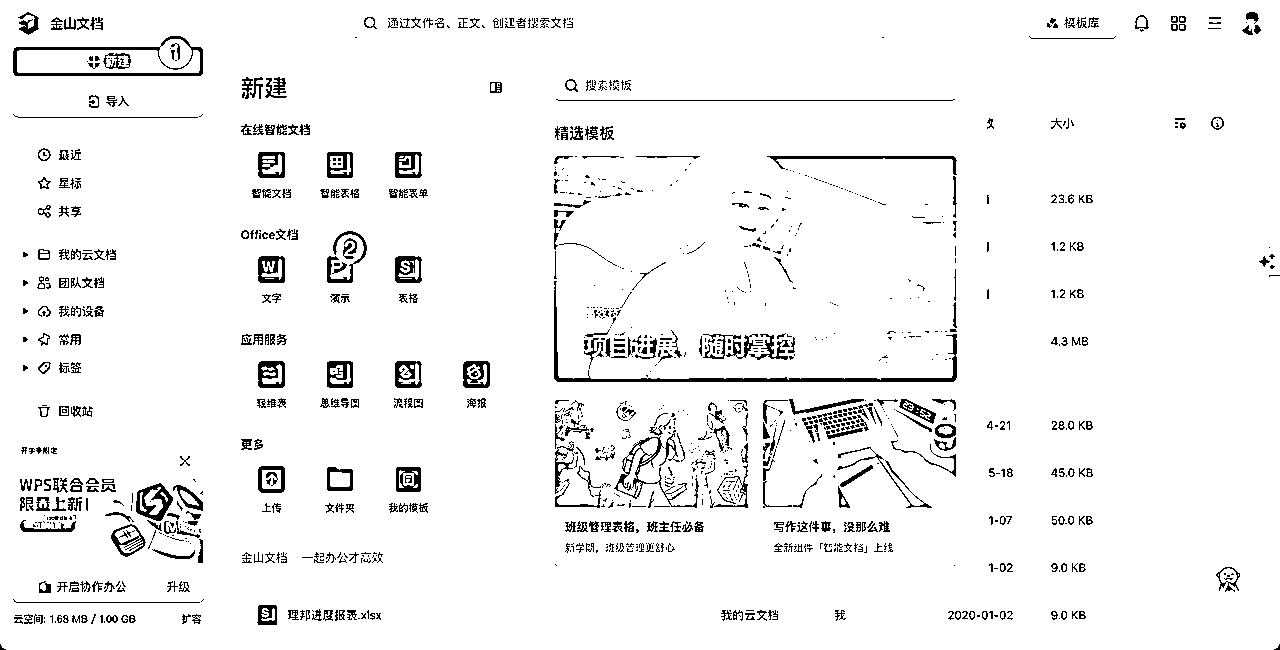 金山文档
通过文件名、正文、创建者搜索文档
模板库
新建
1
导入
最近
星标
共享
我的云文档
团队文档
我的设备
常用
标签
回收站
开学季限定
WPS联合会员
限量上新!
开启协作办公
升级
云空间: 1.68 MB / 1.00 GB
扩容
新建
在线智能文档
智能文档
智能表格
智能表单
Office文档
2
文字
演示
表格
应用服务
轻维表
思维导图
流程图
海报
更多
上传
文件夹
我的模板
金山文档 一起办公才高效
搜索模板
精选模板
项目进展，随时掌控
班级管理表格，班主任必备
新学期，班级管理更舒心
写作这件事，没那么难
全新组件「智能文档」上线
大小
23.6 KB
1.2 KB
1.2 KB
4.3 MB
4-21 28.0 KB
5-18 45.0 KB
1-07 50.0 KB
1-02 9.0 KB
理邦进度报表.xlsx 我的云文档 我 2020-01-02 9.0 KB